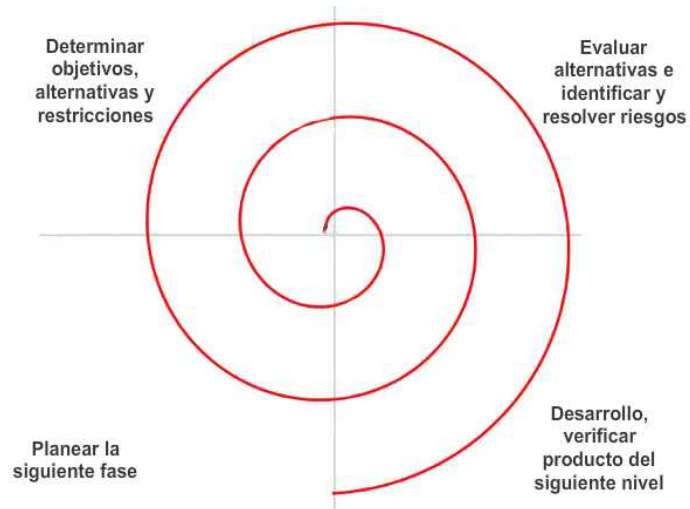 Determinar
objetivos,
alternativas y
restricciones
Evaluar
alternativas e
identificar y
resolver riesgos
Planear la
siguiente fase
Desarrollo,
verificar
producto del
siguiente nivel